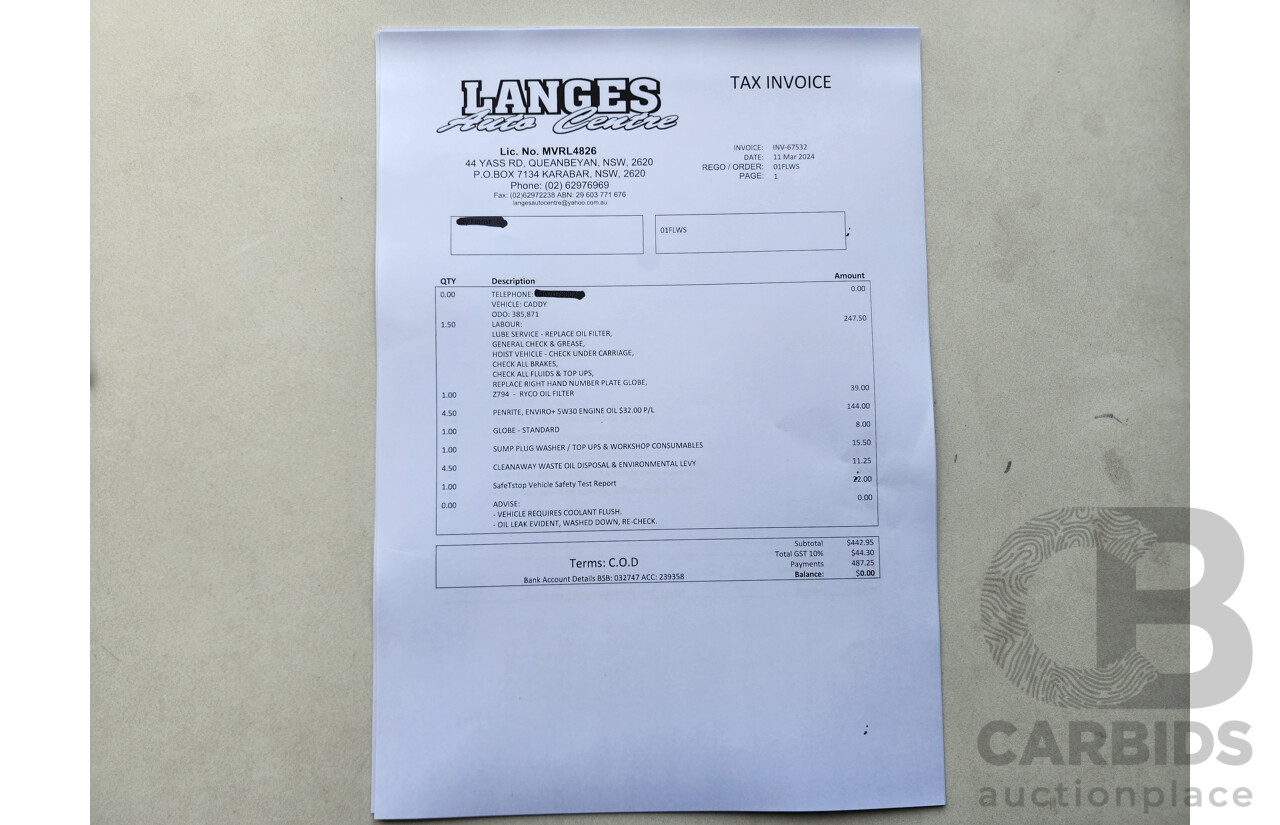 LANGES
Auto Centre
TAX INVOICE
Lic. No. MVRL4826
44 YASS RD, QUEANBEYAN, NSW, 2620
P.O.BOX 7134 KARABAR, NSW, 2620
Phone: (02) 62976969
Fax: (02)62972238 ABN: 29 603 771 676
langesautocentre@yahoo.com.au
INVOICE: INV-67532
DATE: 11 Mar 2024
REGO / ORDER: 01FLWS
PAGE: 1
01FLWS
QTY Description Amount
0.00 TELEPHONE: 0.00
VEHICLE: CADDY
ODO: 385,871
1.50 LABOUR: 247.50
LUBE SERVICE - REPLACE OIL FILTER,
GENERAL CHECK & GREASE,
HOIST VEHICLE - CHECK UNDER CARRIAGE,
CHECK ALL BRAKES,
CHECK ALL FLUIDS & TOP UPS,
REPLACE RIGHT HAND NUMBER PLATE GLOBE,
1.00 Z794 - RYCO OIL FILTER 39.00
4.50 PENRITE, ENVIRO+ 5W30 ENGINE OIL $32.00 P/L 144.00
1.00 GLOBE - STANDARD 8.00
1.00 SUMP PLUG WASHER / TOP UPS & WORKSHOP CONSUMABLES 15.50
4.50 CLEANAWAY WASTE OIL DISPOSAL & ENVIRONMENTAL LEVY 11.25
1.00 SafeTstop Vehicle Safety Test Report 22.00
0.00 ADVISE: 0.00
- VEHICLE REQUIRES COOLANT FLUSH.
- OIL LEAK EVIDENT, WASHED DOWN, RE-CHECK.
Terms: C.O.D
Bank Account Details BSB: 032747 ACC: 239358
Subtotal $442.95
Total GST 10% $44.30
Payments 487.25
Balance: $0.00
CB
CARBIDS
auctionplace